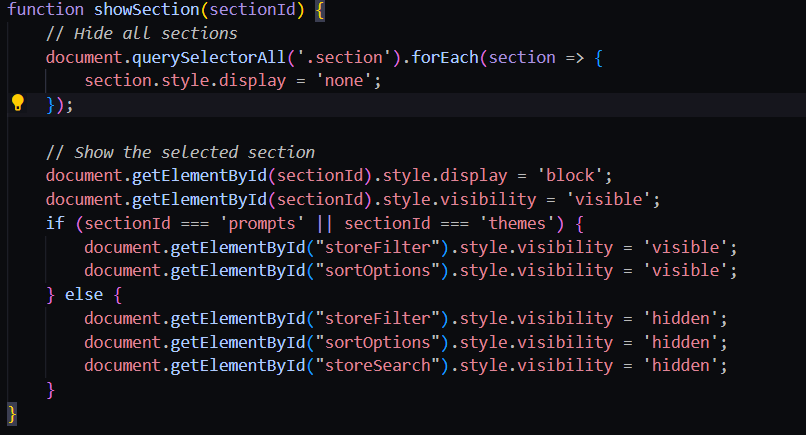 function showSection(sectionId) {
    // Hide all sections
    document.querySelectorAll('.section').forEach(section => {
        section.style.display = 'none';
    });

    // Show the selected section
    document.getElementById(sectionId).style.display = 'block';
    document.getElementById(sectionId).style.visibility = 'visible';
    if (sectionId === 'prompts' || sectionId === 'themes') {
        document.getElementById("storeFilter").style.visibility = 'visible';
        document.getElementById("sortOptions").style.visibility = 'visible';
    } else {
        document.getElementById("storeFilter").style.visibility = 'hidden';
        document.getElementById("sortOptions").style.visibility = 'hidden';
        document.getElementById("storeSearch").style.visibility = 'hidden';
    }
}